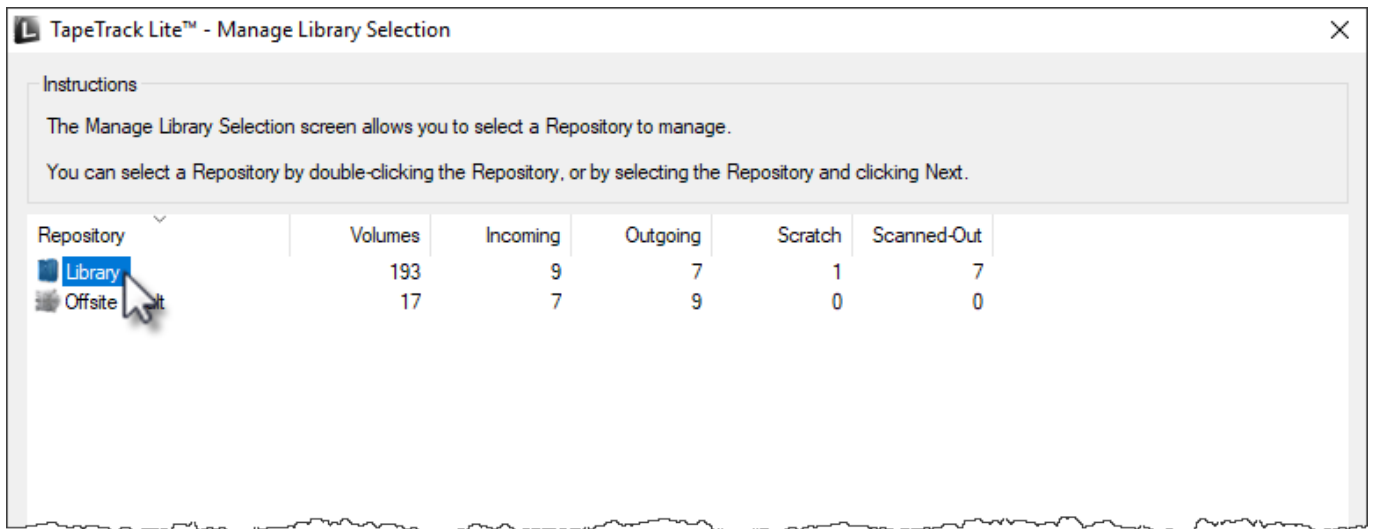 TapeTrack Lite™ - Manage Library Selection
Instructions
The Manage Library Selection screen allows you to select a Repository to manage.
You can select a Repository by double-clicking the Repository, or by selecting the Repository and clicking Next.
Repository Volumes Incoming Outgoing Scratch Scanned-Out
Library 193 9 7 1 7
Offsite 17 7 9 0 0